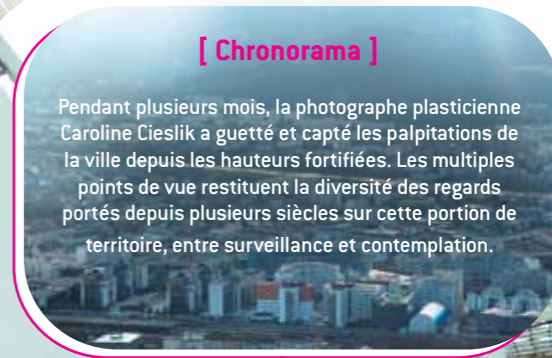 [ Chronorama ]
Pendant plusieurs mois, la photographe plasticienne
Caroline Cieslik a guetté et capté les palpitations de
la ville depuis les hauteurs fortifiées. Les multiples
points de vue restituent la diversité des regards
portés depuis plusieurs siècles sur cette portion de
territoire, entre surveillance et contemplation.